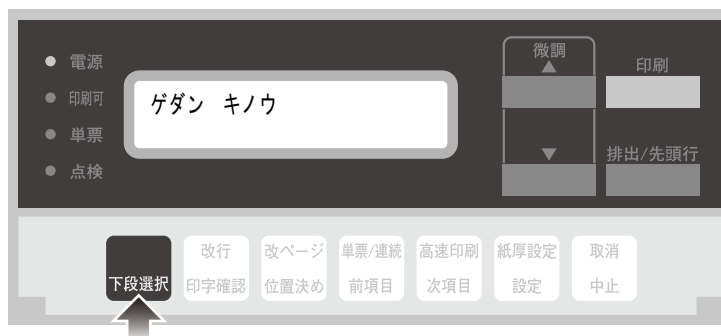 電源
印刷可
単票
点検
ゲダン キノウ
微調
▲
▼
印刷
排出/先頭行
下段選択
改行
印字確認
改ページ
位置決め
単票/連続
前項目
高速印刷
次項目
紙厚設定
設定
取消
中止